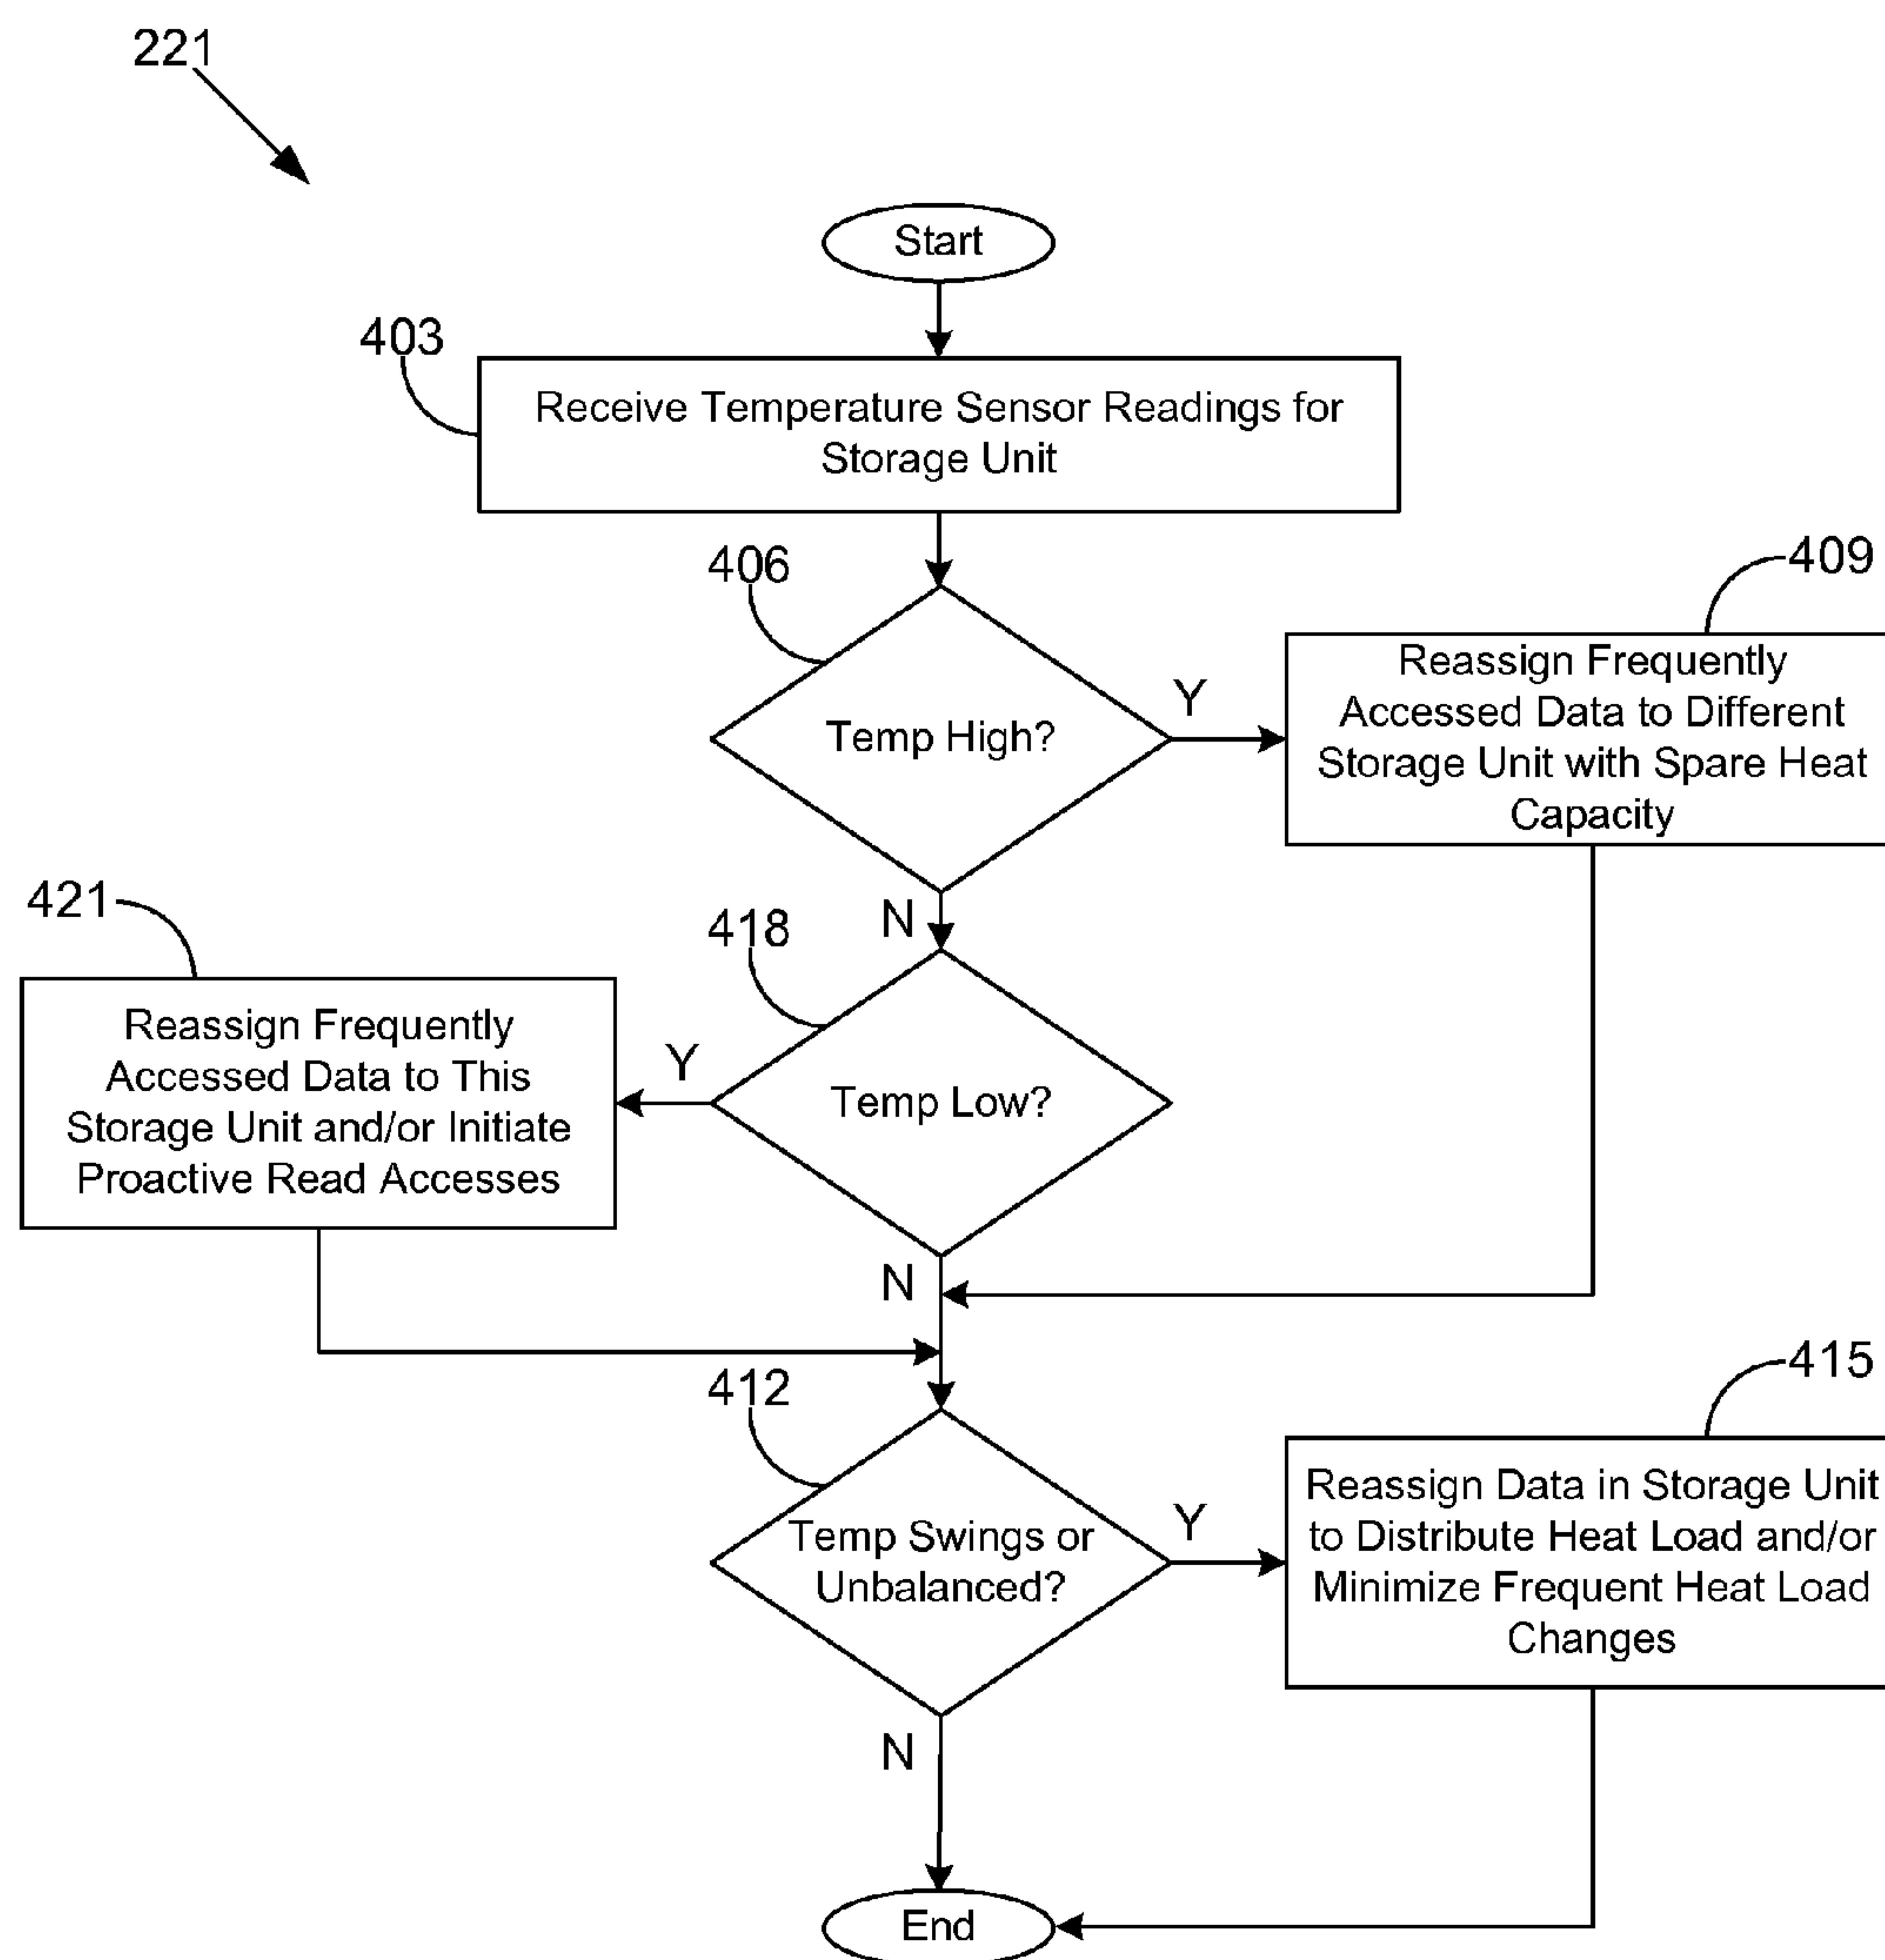 221
Start
403
Receive Temperature Sensor Readings for
Storage Unit
406
Temp High?
Y
409
Reassign Frequently
Accessed Data to Different
Storage Unit with Spare Heat
Capacity
N
418
Temp Low?
Y
421
Reassign Frequently
Accessed Data to This
Storage Unit and/or Initiate
Proactive Read Accesses
N
412
Temp Swings or
Unbalanced?
Y
415
Reassign Data in Storage Unit
to Distribute Heat Load and/or
Minimize Frequent Heat Load
Changes
N
End